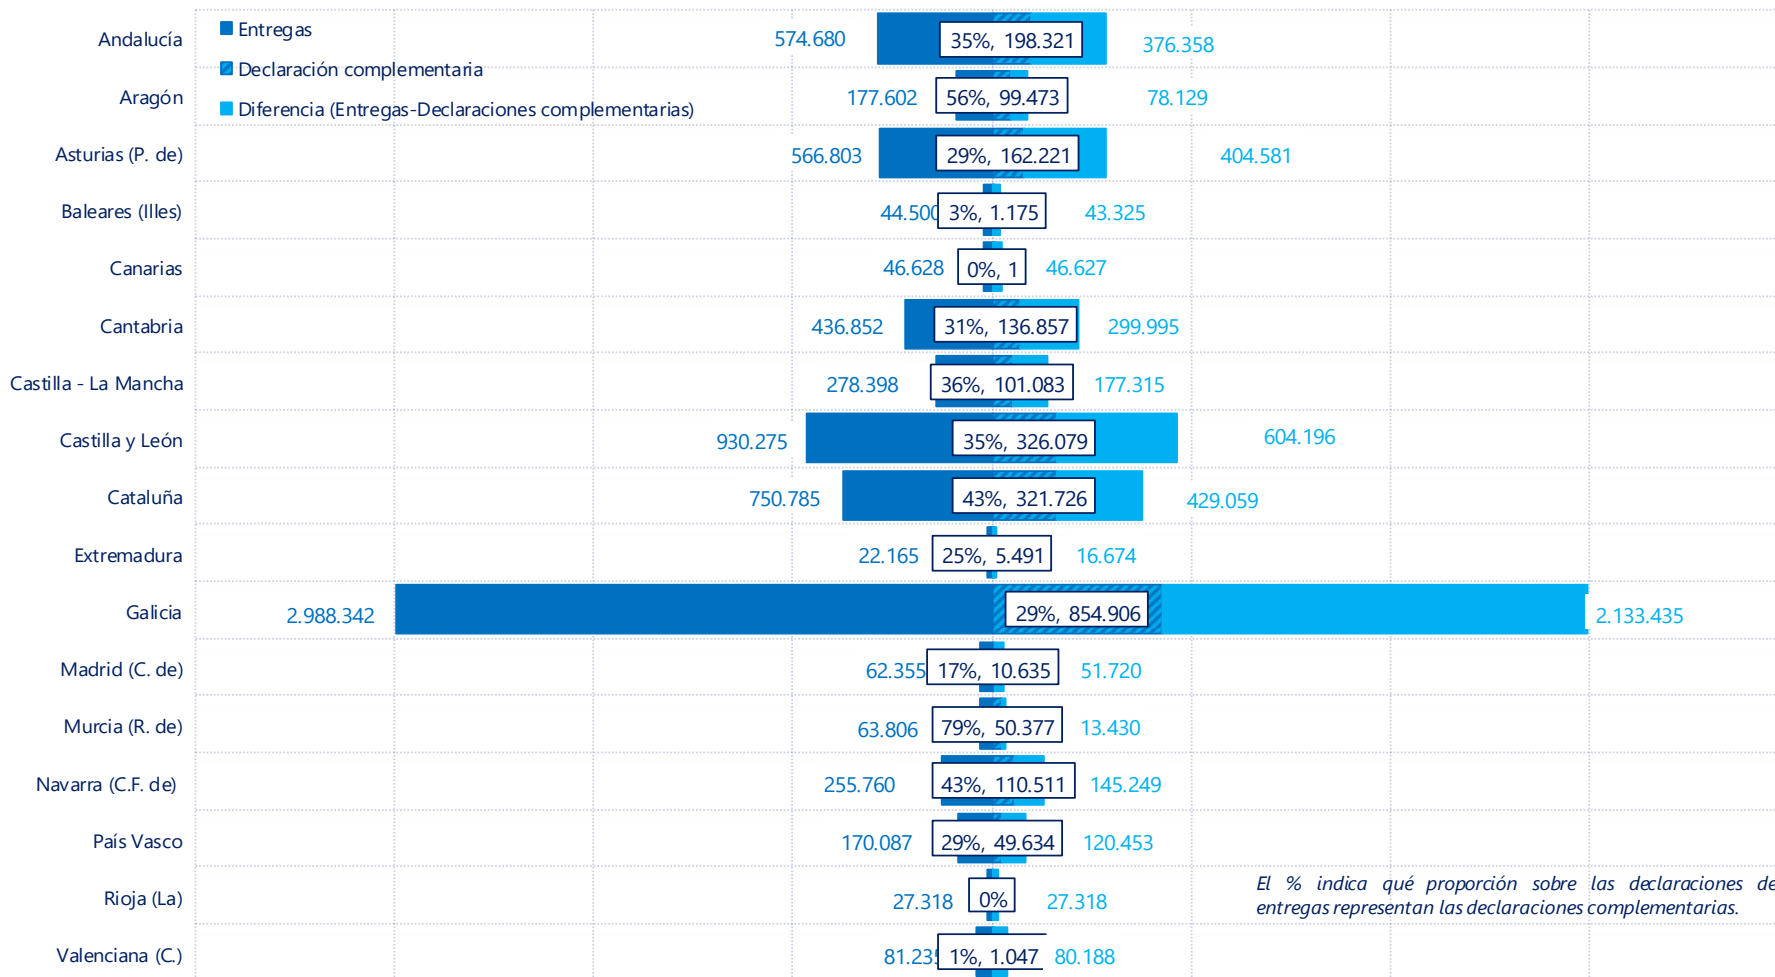 Entregas
Declaración complementaria
Diferencia (Entregas-Declaraciones complementarias)
Andalucía 574.680 35%, 198.321 376.358
Aragón 177.602 56%, 99.473 78.129
Asturias (P. de) 566.803 29%, 162.221 404.581
Baleares (Illes) 44.500 3%, 1.175 43.325
Canarias 46.628 0%, 1 46.627
Cantabria 436.852 31%, 136.857 299.995
Castilla - La Mancha 278.398 36%, 101.083 177.315
Castilla y León 930.275 35%, 326.079 604.196
Cataluña 750.785 43%, 321.726 429.059
Extremadura 22.165 25%, 5.491 16.674
Galicia 2.988.342 29%, 854.906 2.133.435
Madrid (C. de) 62.355 17%, 10.635 51.720
Murcia (R. de) 63.806 79%, 50.377 13.430
Navarra (C.F. de) 255.760 43%, 110.511 145.249
País Vasco 170.087 29%, 49.634 120.453
Rioja (La) 27.318 0% 27.318
Valenciana (C.) 81.235 1%, 1.047 80.188
El % indica qué proporción sobre las declaraciones de
entregas representan las declaraciones complementarias.